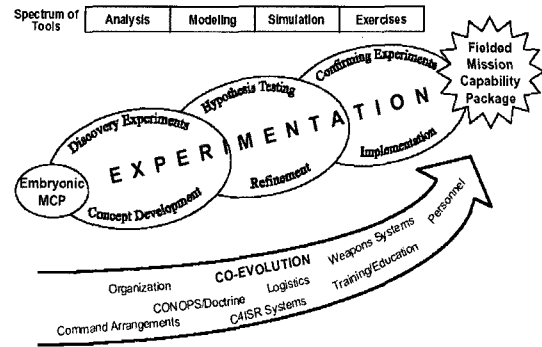 Spectrum of
Tools
Analysis
Modeling
Simulation
Exercises
Fielded
Mission
Capability
Package
Discovery Experiments
Hypothesis Testing
Confirming Experiments
EXPERIMENTATION
Embryonic
MCP
Concept Development
Refinement
Implementation
Organization
CO-EVOLUTION
Weapons Systems
Personnel
CONOPS/Doctrine
Logistics
Training/Education
Command Arrangements
C4ISR Systems